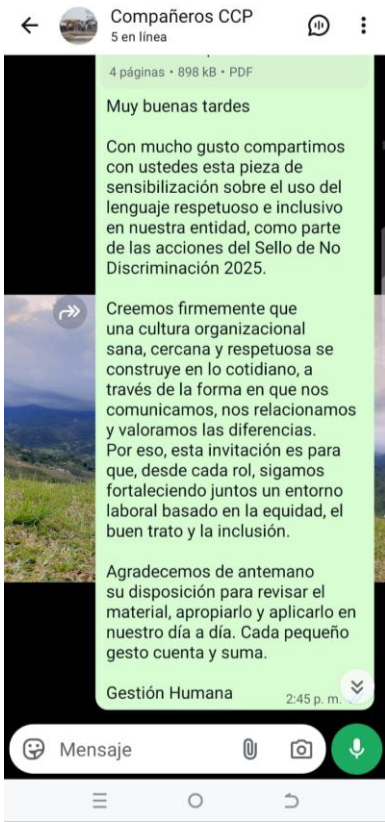 Compañeros CCP
5 en línea
4 páginas • 898 kB • PDF
Muy buenas tardes
Con mucho gusto compartimos
con ustedes esta pieza de
sensibilización sobre el uso del
lenguaje respetuoso e inclusivo
en nuestra entidad, como parte
de las acciones del Sello de No
Discriminación 2025.
Creemos firmemente que
una cultura organizacional
sana, cercana y respetuosa se
construye en lo cotidiano, a
través de la forma en que nos
comunicamos, nos relacionamos
y valoramos las diferencias.
Por eso, esta invitación es para
que, desde cada rol, sigamos
fortaleciendo juntos un entorno
laboral basado en la equidad, el
buen trato y la inclusión.
Agradecemos de antemano
su disposición para revisar el
material, apropiarlo y aplicarlo en
nuestro día a día. Cada pequeño
gesto cuenta y suma.
Gestión Humana
2:45 p. m.
Mensaje